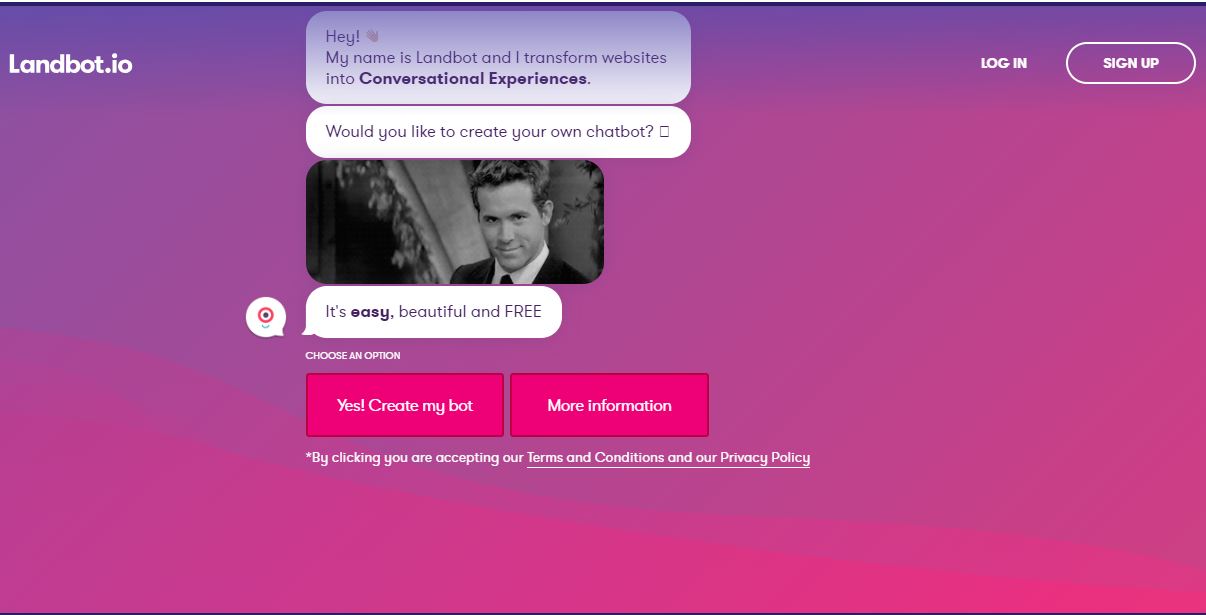 Hey! 👋
My name is Landbot and I transform websites
into Conversational Experiences.
Landbot.io
LOG IN
SIGN UP
Would you like to create your own chatbot?
It's easy, beautiful and FREE
CHOOSE AN OPTION
Yes! Create my bot
More information
*By clicking you are accepting our Terms and Conditions and our Privacy Policy